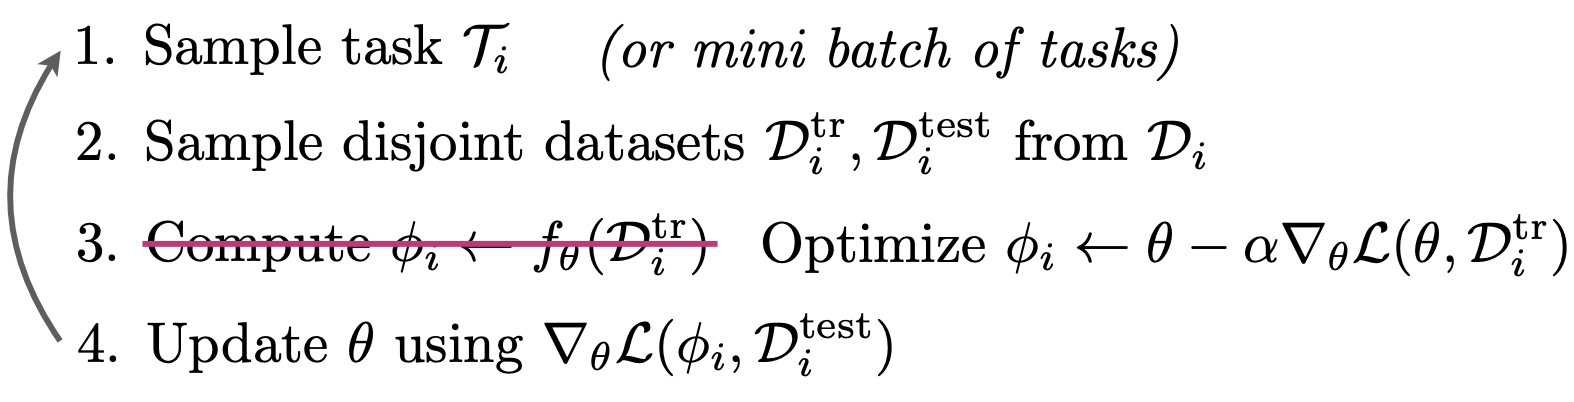 1. Sample task 𝒯ᵢ (or mini batch of tasks)
2. Sample disjoint datasets 𝒟ᵢᵗʳ, 𝒟ᵢᵗᵉˢᵗ from 𝒟ᵢ
3. Compute ϕᵢ ← f_θ(𝒟ᵢᵗʳ) Optimize ϕᵢ ← θ − α∇_θℒ(θ, 𝒟ᵢᵗʳ)
4. Update θ using ∇_θℒ(ϕᵢ, 𝒟ᵢᵗᵉˢᵗ)